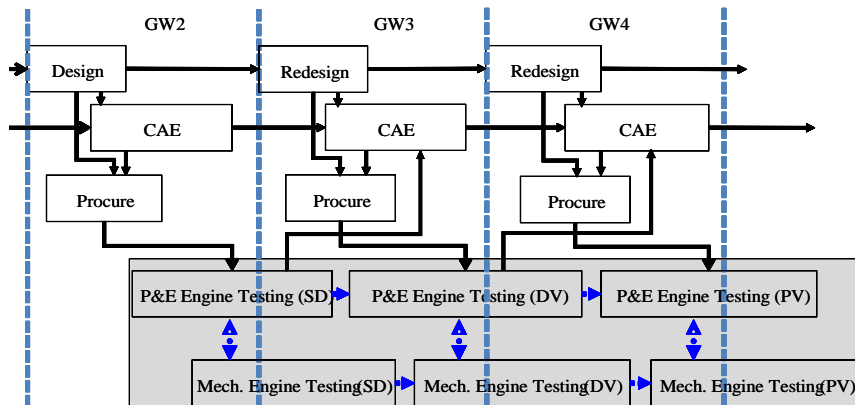 GW2 GW3 GW4
Design Redesign Redesign
CAE CAE CAE
Procure Procure Procure
P&E Engine Testing (SD) P&E Engine Testing (DV) P&E Engine Testing (PV)
Mech. Engine Testing(SD) Mech. Engine Testing(DV) Mech. Engine Testing(PV)